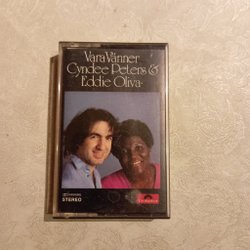 Vara Vänner
Cyndee Peters &
Eddie Oliva
STEREO